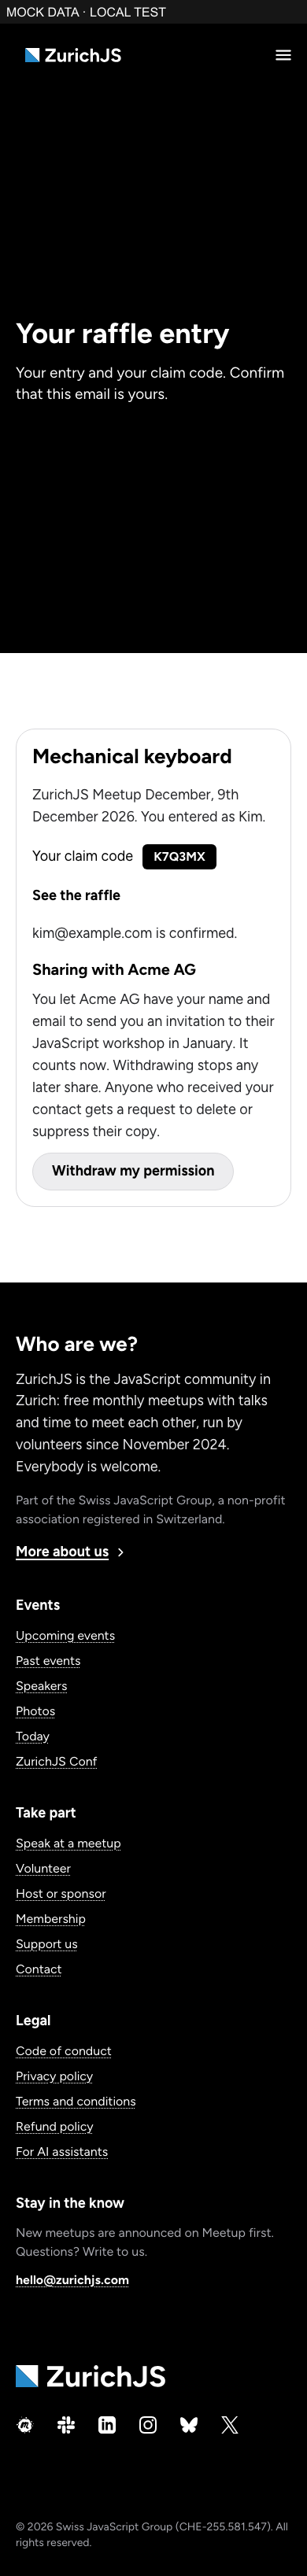 MOCK DATA · LOCAL TEST
ZurichJS
Your raffle entry
Your entry and your claim code. Confirm
that this email is yours.
Mechanical keyboard
ZurichJS Meetup December, 9th
December 2026. You entered as Kim.
Your claim code K7Q3MX
See the raffle
kim@example.com is confirmed.
Sharing with Acme AG
You let Acme AG have your name and
email to send you an invitation to their
JavaScript workshop in January. It
counts now. Withdrawing stops any
later share. Anyone who received your
contact gets a request to delete or
suppress their copy.
Withdraw my permission
Who are we?
ZurichJS is the JavaScript community in
Zurich: free monthly meetups with talks
and time to meet each other, run by
volunteers since November 2024.
Everybody is welcome.
Part of the Swiss JavaScript Group, a non-profit
association registered in Switzerland.
More about us
Events
Upcoming events
Past events
Speakers
Photos
Today
ZurichJS Conf
Take part
Speak at a meetup
Volunteer
Host or sponsor
Membership
Support us
Contact
Legal
Code of conduct
Privacy policy
Terms and conditions
Refund policy
For AI assistants
Stay in the know
New meetups are announced on Meetup first.
Questions? Write to us.
hello@zurichjs.com
ZurichJS
© 2026 Swiss JavaScript Group (CHE-255.581.547). All
rights reserved.